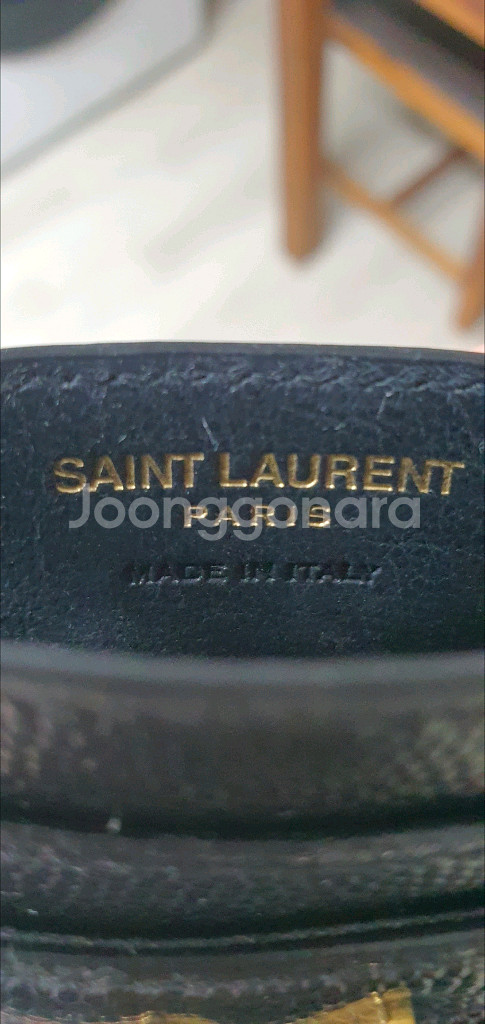 SAINT LAURENT
PARIS
Joonggonara
MADE IN ITALY